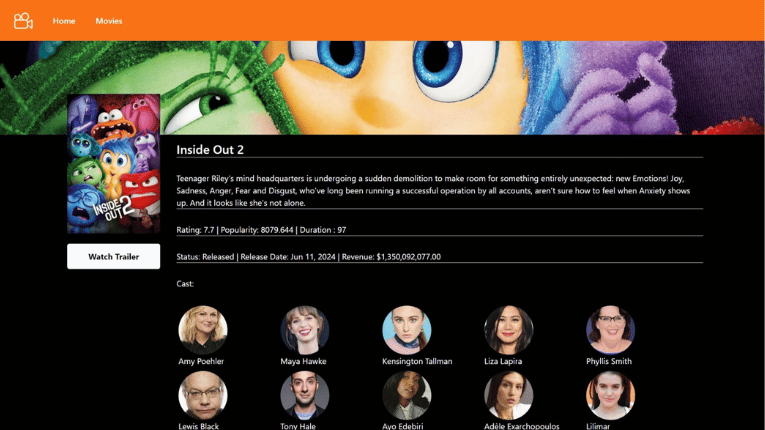 Home Movies
INSIDE OUT 2
Inside Out 2
Teenager Riley's mind headquarters is undergoing a sudden demolition to make room for something entirely unexpected: new Emotions! Joy,
Sadness, Anger, Fear and Disgust, who've long been running a successful operation by all accounts, aren't sure how to feel when Anxiety shows
up. And it looks like she's not alone.
Rating: 7.7 | Popularity: 8079.644 | Duration : 97
Watch Trailer
Status: Released | Release Date: Jun 11, 2024 | Revenue: $1,350,092,077.00
Cast:
Amy Poehler Maya Hawke Kensington Tallman Liza Lapira Phyllis Smith
Lewis Black Tony Hale Ayo Edebiri Adèle Exarchopoulos Lilimar